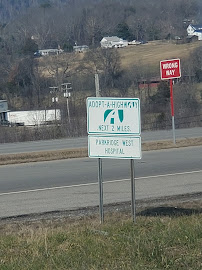 WRONG
WAY
ADOPT-A-HIGHWAY
NEXT 2 MILES
PARKRIDGE WEST
HOSPITAL